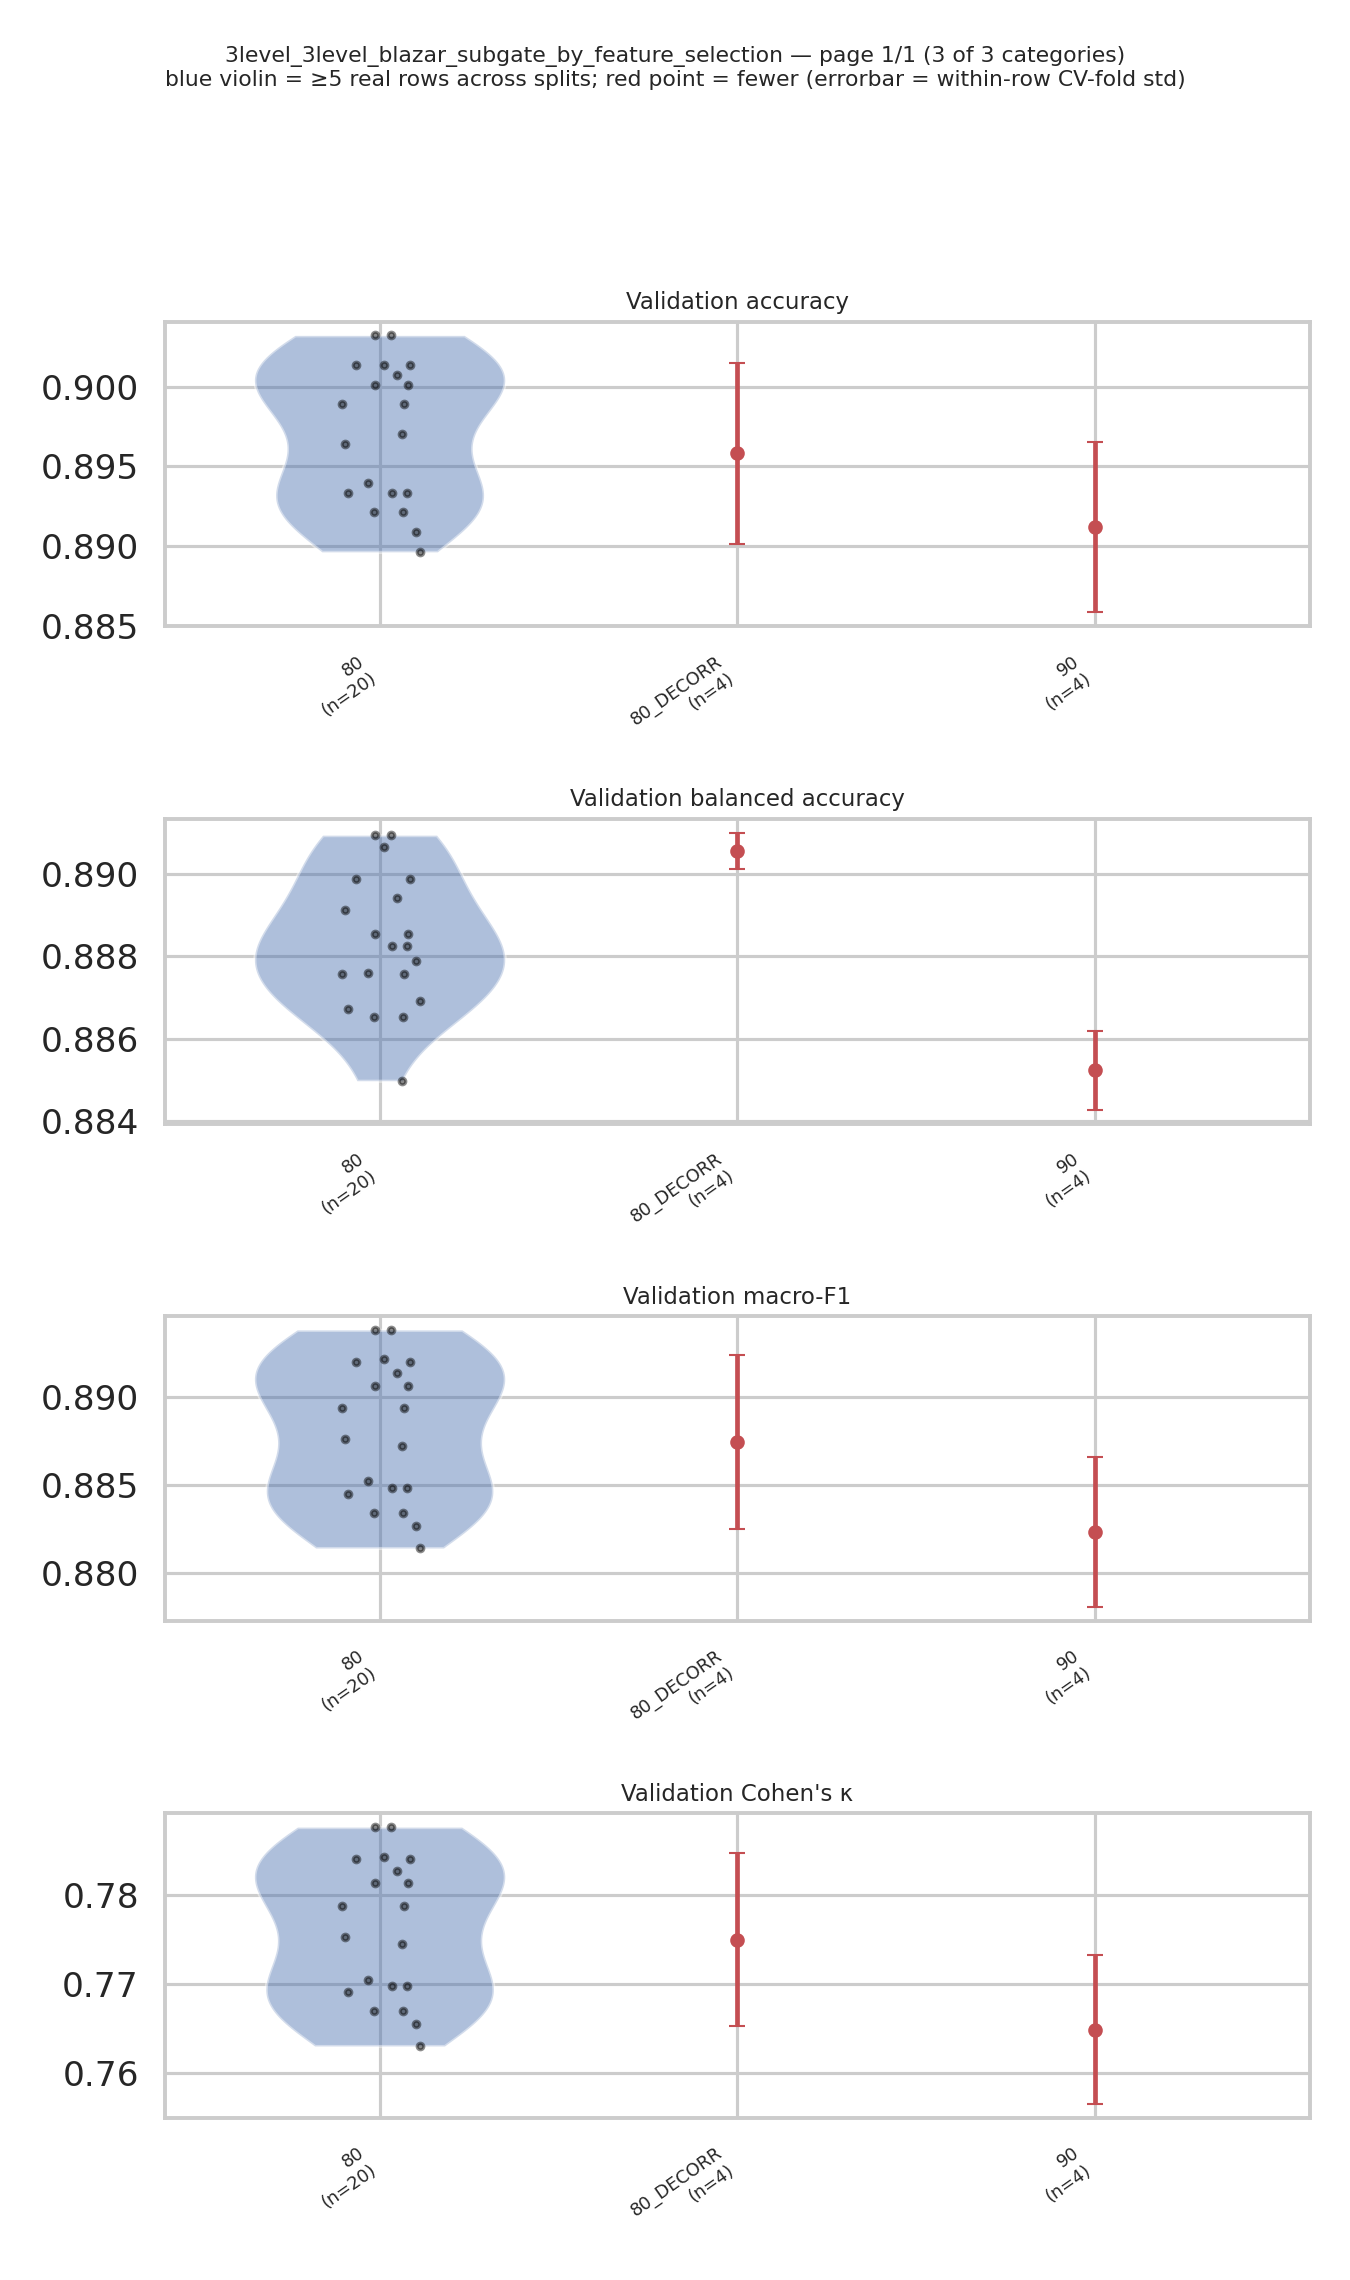 3level_3level_blazar_subgate_by_feature_selection — page 1/1 (3 of 3 categories)
blue violin = ≥5 real rows across splits; red point = fewer (errorbar = within-row CV-fold std)
Validation accuracy
0.900
0.895
0.890
0.885
80
(n=20)
80_DECORR
(n=4)
90
(n=4)
Validation balanced accuracy
0.890
0.888
0.886
0.884
80
(n=20)
80_DECORR
(n=4)
90
(n=4)
Validation macro-F1
0.890
0.885
0.880
80
(n=20)
80_DECORR
(n=4)
90
(n=4)
Validation Cohen's κ
0.78
0.77
0.76
80
(n=20)
80_DECORR
(n=4)
90
(n=4)